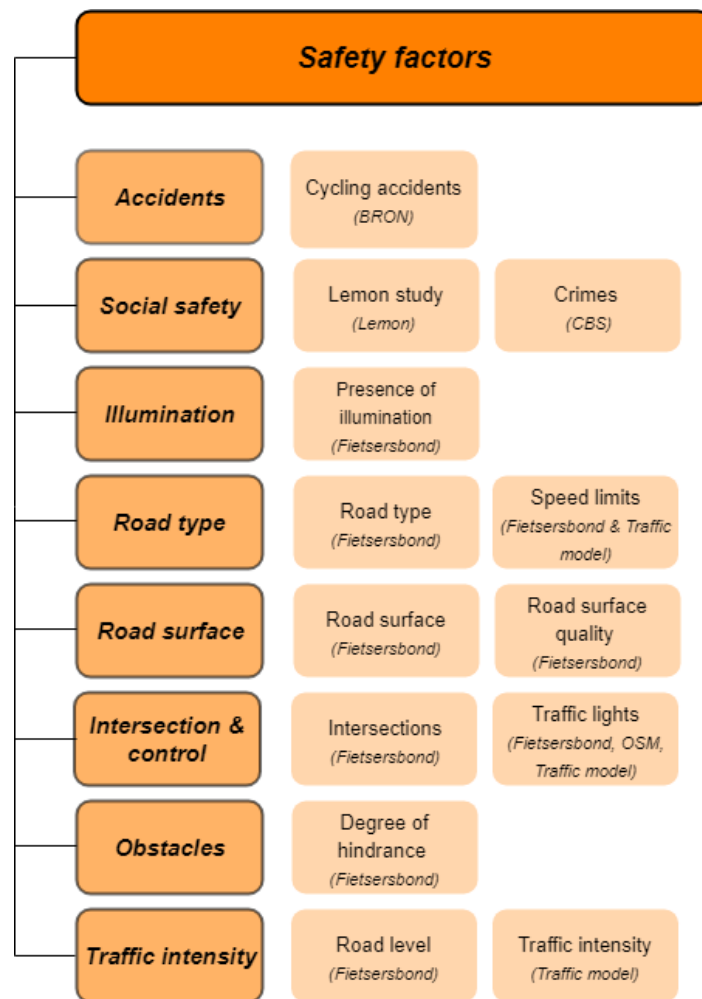 Safety factors
Accidents
Cycling accidents
(BRON)
Social safety
Lemon study
(Lemon)
Crimes
(CBS)
Illumination
Presence of
illumination
(Fietsersbond)
Road type
Road type
(Fietsersbond)
Speed limits
(Fietsersbond & Traffic
model)
Road surface
Road surface
(Fietsersbond)
Road surface
quality
(Fietsersbond)
Intersection &
control
Intersections
(Fietsersbond)
Traffic lights
(Fietsersbond, OSM,
Traffic model)
Obstacles
Degree of
hindrance
(Fietsersbond)
Traffic intensity
Road level
(Fietsersbond)
Traffic intensity
(Traffic model)